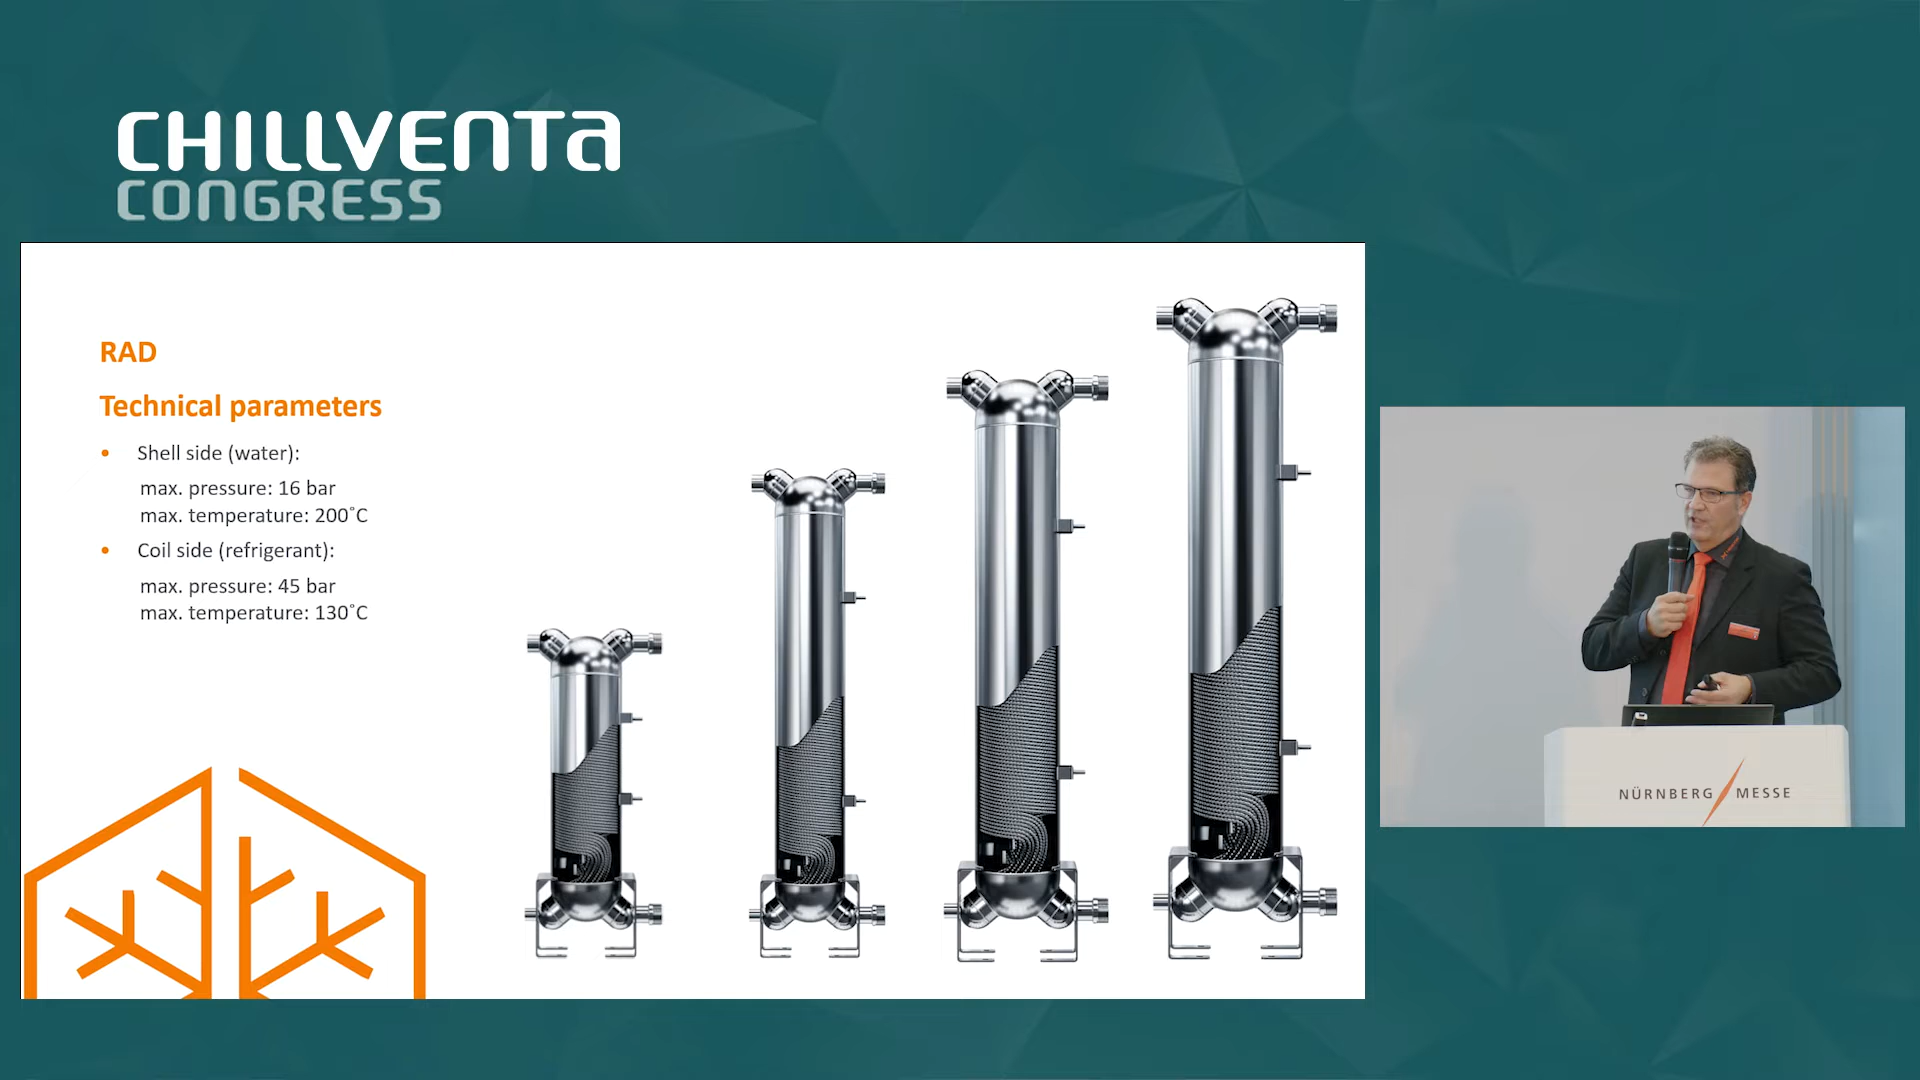 CHILLVENTA
CONGRESS
RAD
Technical parameters
• Shell side (water):
max. pressure: 16 bar
max. temperature: 200°C
• Coil side (refrigerant):
max. pressure: 45 bar
max. temperature: 130°C
NÜRNBERG MESSE